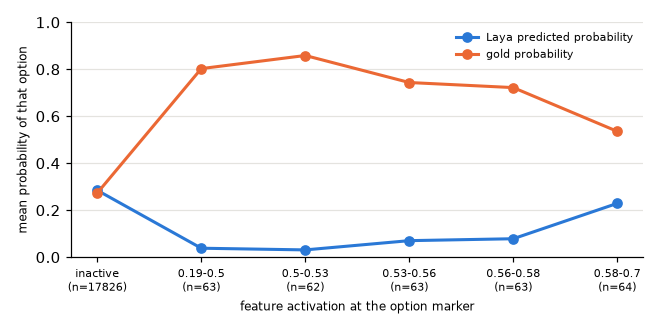 Laya predicted probability
gold probability
mean probability of that option
1.0
0.8
0.6
0.4
0.2
0.0
inactive
(n=17826)
0.19-0.5
(n=63)
0.5-0.53
(n=62)
0.53-0.56
(n=63)
0.56-0.58
(n=63)
0.58-0.7
(n=64)
feature activation at the option marker